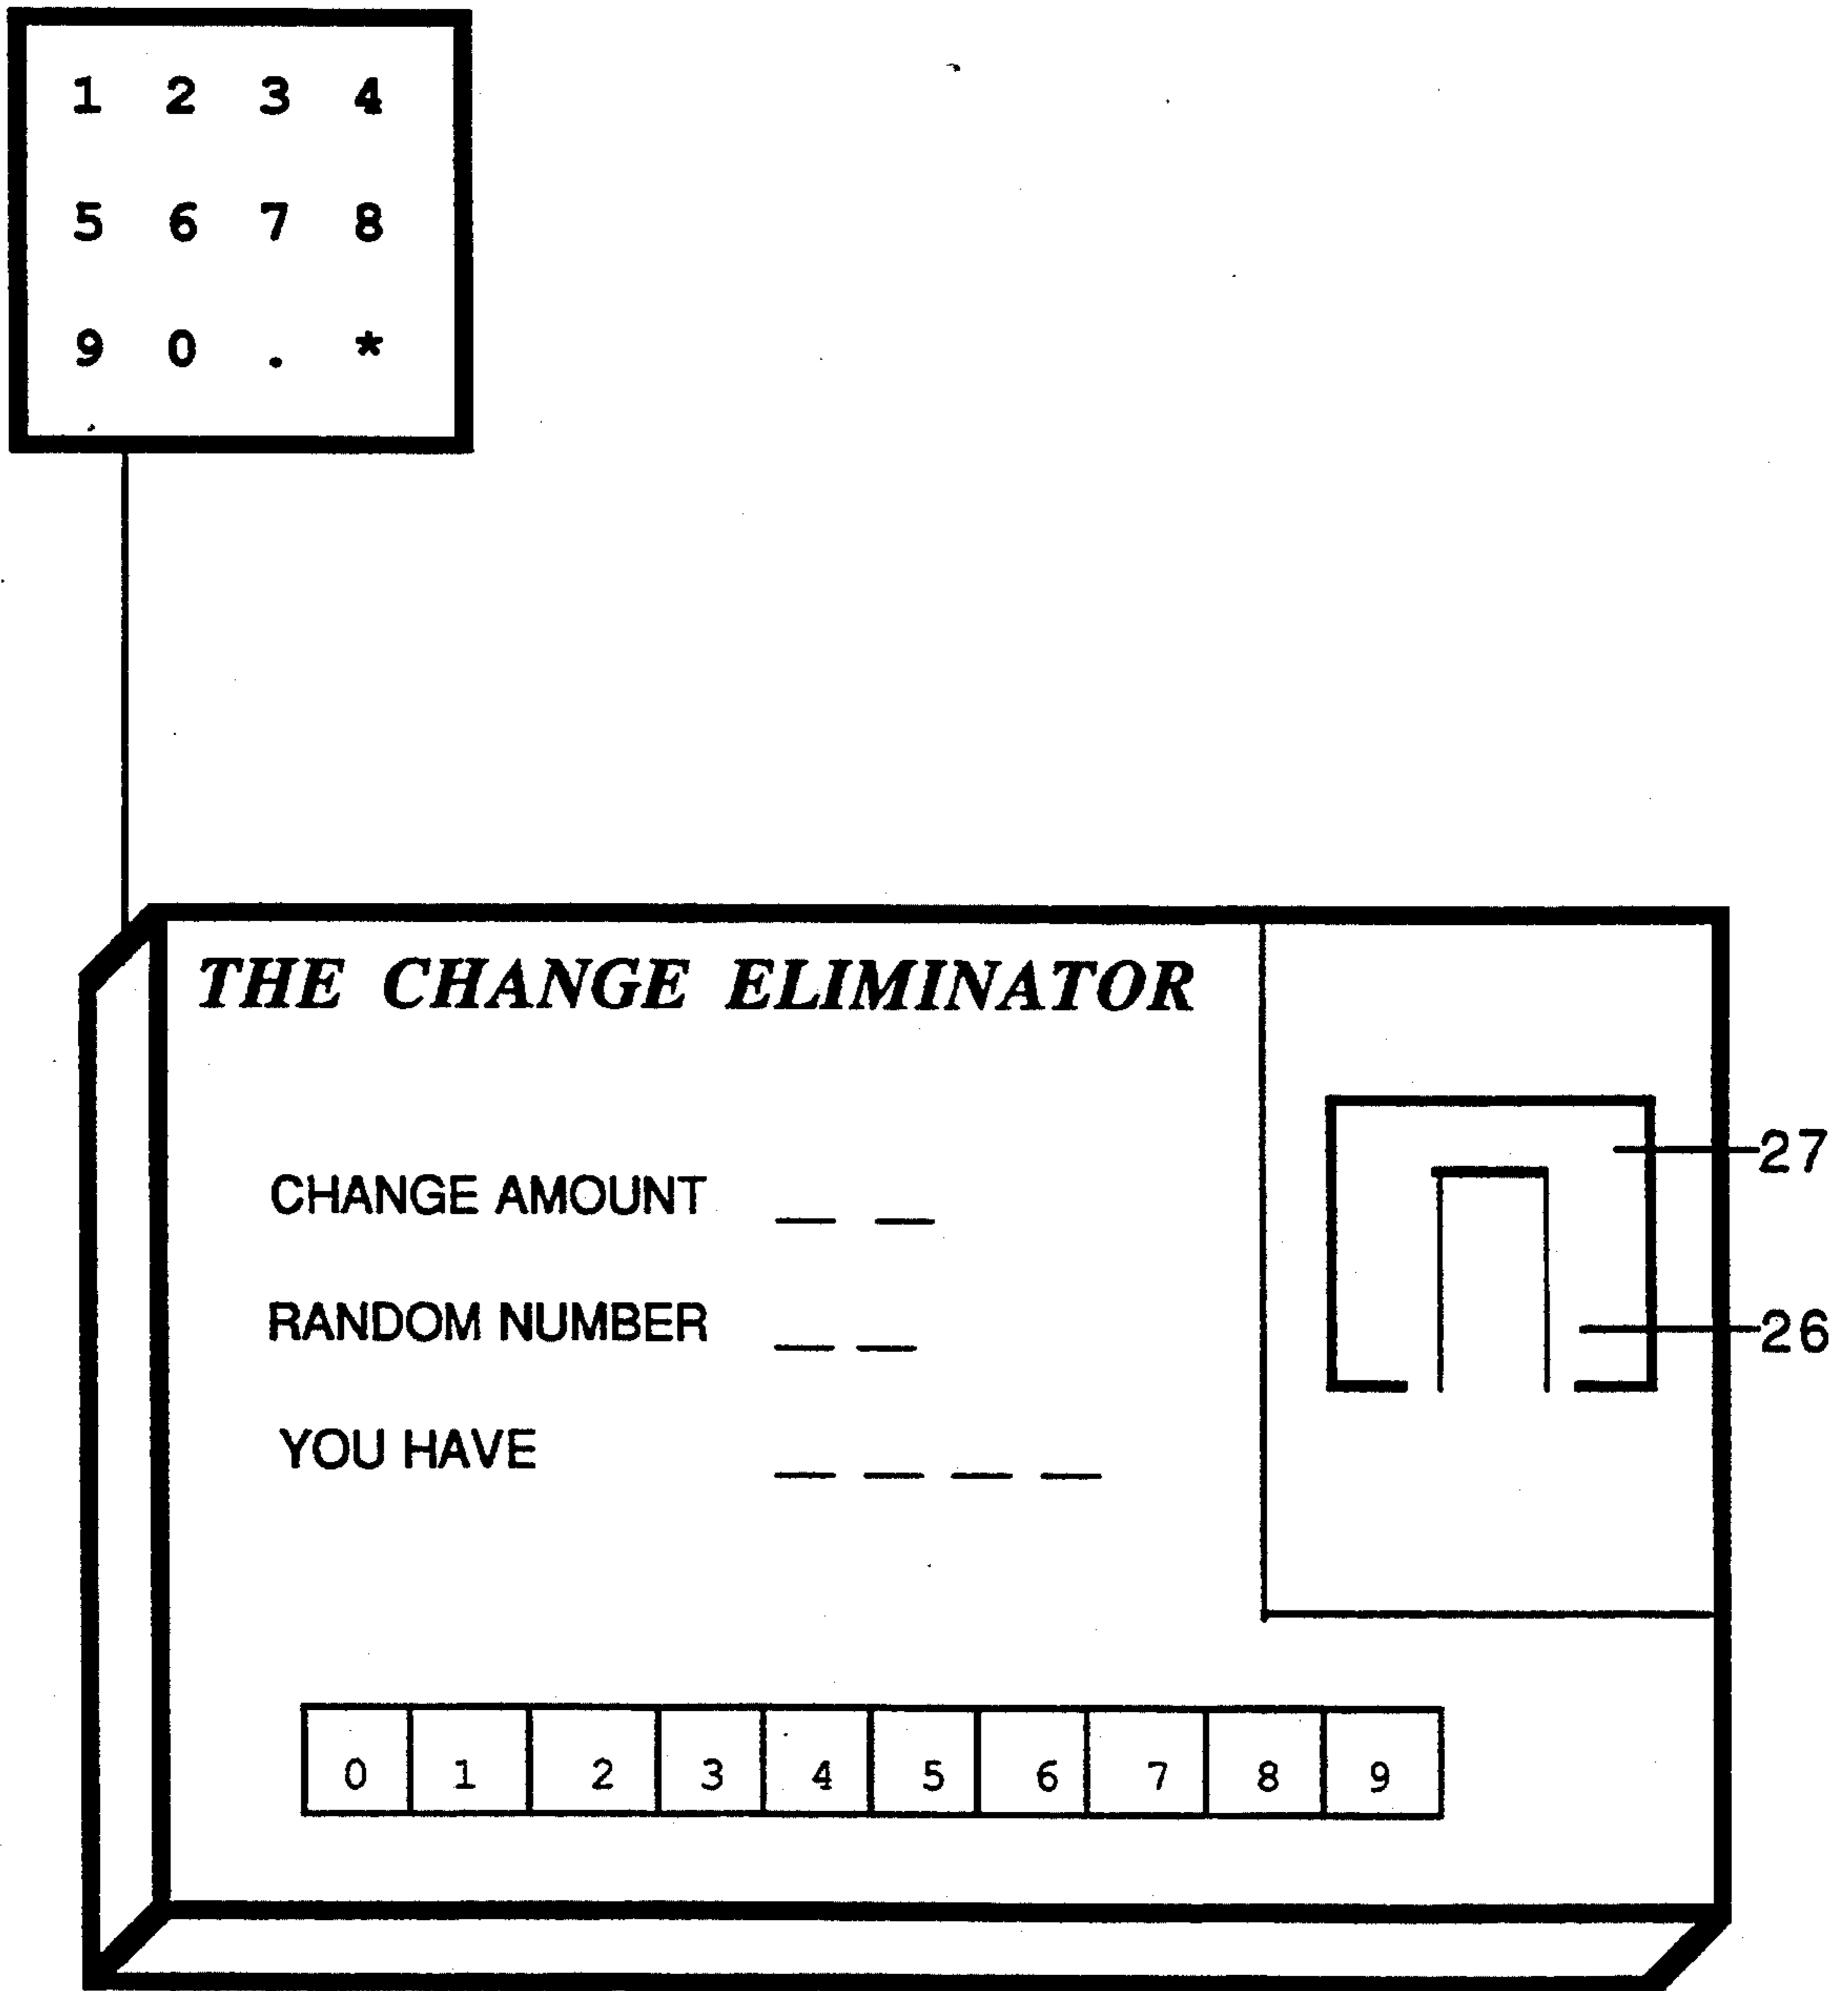 1 2 3 4
5 6 7 8
9 0 . *
THE CHANGE ELIMINATOR
CHANGE AMOUNT _ _
RANDOM NUMBER _ _
YOU HAVE _ _ _ _
27
26
0 1 2 3 4 5 6 7 8 9